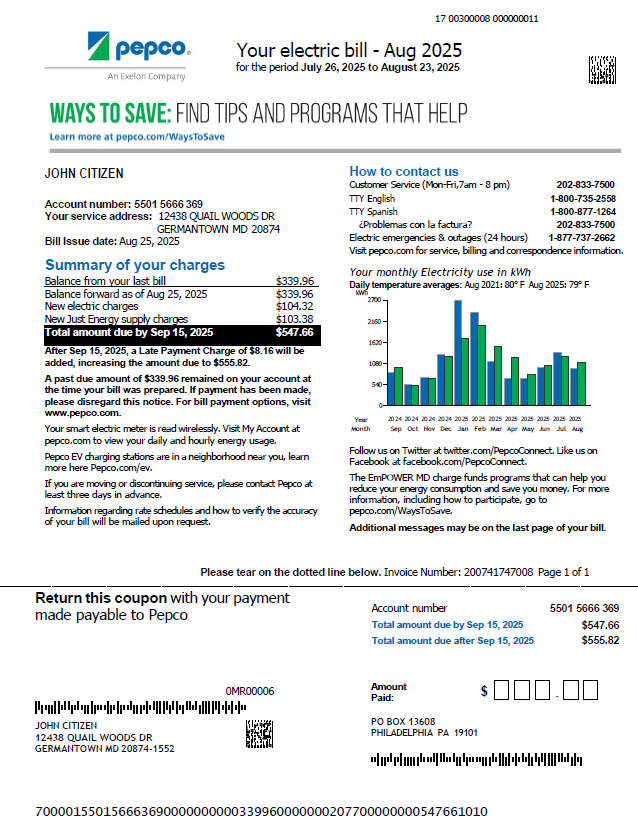 17 00300008 000000011
pepco.
An Exelon Company
Your electric bill - Aug 2025
for the period July 26, 2025 to August 23, 2025
WAYS TO SAVE: FIND TIPS AND PROGRAMS THAT HELP
Learn more at pepco.com/WaysToSave
JOHN CITIZEN
Account number: 5501 5666 369
Your service address: 12438 QUAIL WOODS DR
GERMANTOWN MD 20874
Bill Issue date: Aug 25, 2025
Summary of your charges
Balance from your last bill $339.96
Balance forward as of Aug 25, 2025 $339.96
New electric charges $104.32
New Just Energy supply charges $103.38
Total amount due by Sep 15, 2025 $547.66
After Sep 15, 2025, a Late Payment Charge of $8.16 will be
added, increasing the amount due to $555.82.
A past due amount of $339.96 remained on your account at
the time your bill was prepared. If payment has been made,
please disregard this notice. For bill payment options, visit
www.pepco.com.
Your smart electric meter is read wirelessly. Visit My Account at
pepco.com to view your daily and hourly energy usage.
Pepco EV charging stations are in a neighborhood near you, learn
more here Pepco.com/ev.
If you are moving or discontinuing service, please contact Pepco at
least three days in advance.
Information regarding rate schedules and how to verify the accuracy
of your bill will be mailed upon request.
How to contact us
Customer Service (Mon-Fri,7am - 8 pm) 202-833-7500
TTY English 1-800-735-2558
TTY Spanish 1-800-877-1264
¿Problemas con la factura? 202-833-7500
Electric emergencies & outages (24 hours) 1-877-737-2662
Visit pepco.com for service, billing and correspondence information.
Your monthly Electricity use in kWh
Daily temperature averages: Aug 2021: 80° F Aug 2025: 79° F
kWh
2700
2160
1620
1080
540
0
Year 2024 2024 2024 2024 2025 2025 2025 2025 2025 2025 2025 2025
Month Sep Oct Nov Dec Jan Feb Mar Apr May Jun Jul Aug
Follow us on Twitter at twitter.com/PepcoConnect. Like us on
Facebook at facebook.com/PepcoConnect.
The EmPOWER MD charge funds programs that can help you
reduce your energy consumption and save you money. For more
information, including how to participate, go to
pepco.com/WaysToSave.
Additional messages may be on the last page of your bill.
Please tear on the dotted line below. Invoice Number: 200741747008 Page 1 of 1
Return this coupon with your payment
made payable to Pepco
Account number 5501 5666 369
Total amount due by Sep 15, 2025 $547.66
Total amount due after Sep 15, 2025 $555.82
0MR00006
Amount
Paid:
$ .
JOHN CITIZEN
12438 QUAIL WOODS DR
GERMANTOWN MD 20874-1552
PO BOX 13608
PHILADELPHIA PA 19101
70000155015666369000000000033996000000020770000000547661010